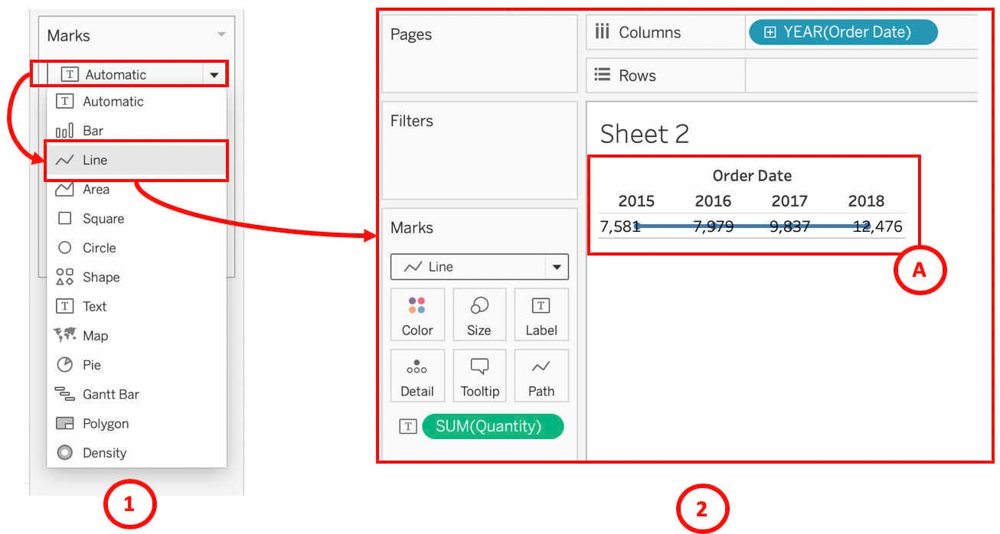 Marks
T Automatic
T Automatic
Bar
Line
Area
Square
Circle
Shape
T Text
Map
Pie
Gantt Bar
Polygon
Density
1
Pages
Filters
Marks
Line
Color Size T Label
Detail Tooltip Path
T SUM(Quantity)
Columns YEAR(Order Date)
Rows
Sheet 2
Order Date
2015 2016 2017 2018
7,581 7,979 9,837 12,476
A
2